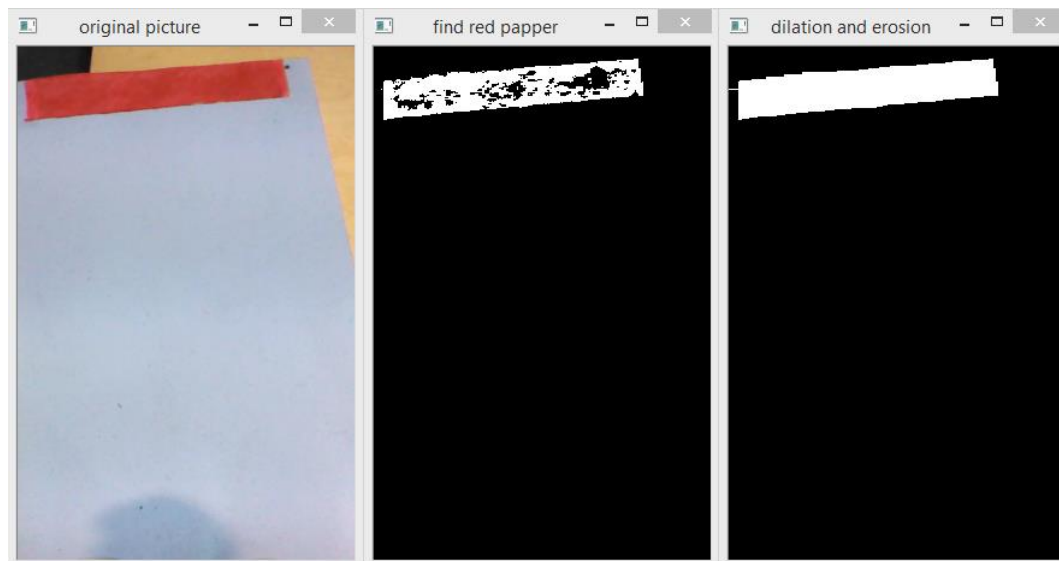 original picture
find red papper
dilation and erosion